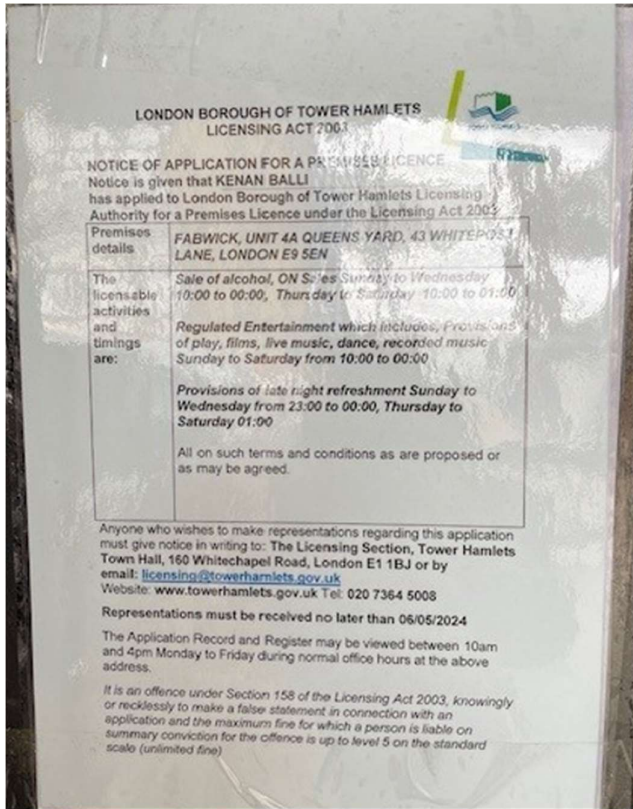 LONDON BOROUGH OF TOWER HAMLETS
LICENSING ACT 2003
NOTICE OF APPLICATION FOR A PREMISES LICENCE
Notice is given that KENAN BALLI
has applied to London Borough of Tower Hamlets Licensing
Authority for a Premises Licence under the Licensing Act 2003
Premises details
FABWICK, UNIT 4A QUEENS YARD, 43 WHITEPOST
LANE, LONDON E9 5EN
The licensable activities and timings are:
Sale of alcohol, ON Sales Sunday to Wednesday
10:00 to 00:00, Thursday to Saturday 10:00 to 01:00
Regulated Entertainment which includes, Provisions
of play, films, live music, dance, recorded music
Sunday to Saturday from 10:00 to 00:00
Provisions of late night refreshment Sunday to
Wednesday from 23:00 to 00:00, Thursday to
Saturday 01:00
All on such terms and conditions as are proposed or
as may be agreed.
Anyone who wishes to make representations regarding this application
must give notice in writing to: The Licensing Section, Tower Hamlets
Town Hall, 160 Whitechapel Road, London E1 1BJ or by
email: licensing@towerhamlets.gov.uk
Website: www.towerhamlets.gov.uk Tel: 020 7364 5008
Representations must be received no later than 06/05/2024
The Application Record and Register may be viewed between 10am
and 4pm Monday to Friday during normal office hours at the above
address.
It is an offence under Section 158 of the Licensing Act 2003, knowingly
or recklessly to make a false statement in connection with an
application and the maximum fine for which a person is liable on
summary conviction for the offence is up to level 5 on the standard
scale (unlimited fine)